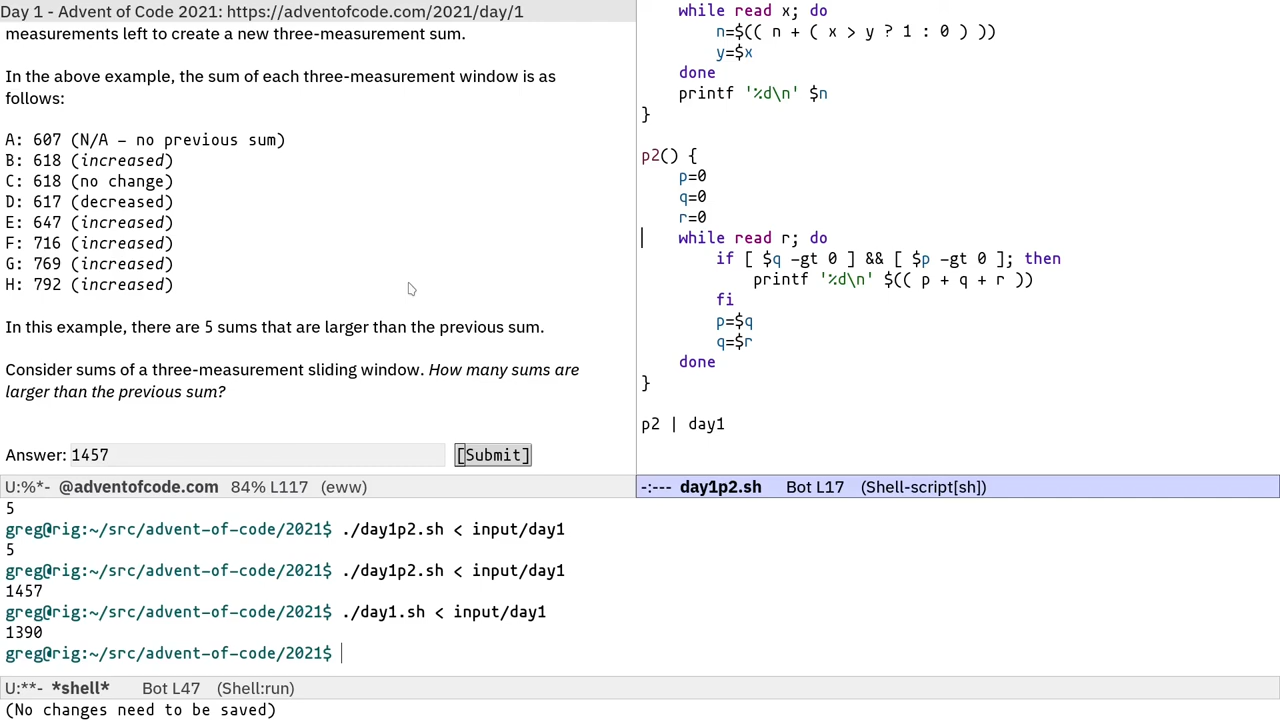 Day 1 - Advent of Code 2021: https://adventofcode.com/2021/day/1
measurements left to create a new three-measurement sum.
In the above example, the sum of each three-measurement window is as
follows:
A: 607 (N/A - no previous sum)
B: 618 (increased)
C: 618 (no change)
D: 617 (decreased)
E: 647 (increased)
F: 716 (increased)
G: 769 (increased)
H: 792 (increased)
In this example, there are 5 sums that are larger than the previous sum.
Consider sums of a three-measurement sliding window. How many sums are
larger than the previous sum?
Answer: 1457 [Submit]
U:%*- @adventofcode.com 84% L117 (eww)
while read x; do
n=$(( n + ( x > y ? 1 : 0 ) ))
y=$x
done
printf '%d\n' $n
}
p2() {
p=0
q=0
r=0
while read r; do
if [ $q -gt 0 ] && [ $p -gt 0 ]; then
printf '%d\n' $(( p + q + r ))
fi
p=$q
q=$r
done
}
p2 | day1
-:--- day1p2.sh Bot L17 (Shell-script[sh])
5
greg@rig:~/src/advent-of-code/2021$ ./day1p2.sh < input/day1
5
greg@rig:~/src/advent-of-code/2021$ ./day1p2.sh < input/day1
1457
greg@rig:~/src/advent-of-code/2021$ ./day1.sh < input/day1
1390
greg@rig:~/src/advent-of-code/2021$
U:**- *shell* Bot L47 (Shell:run)
(No changes need to be saved)